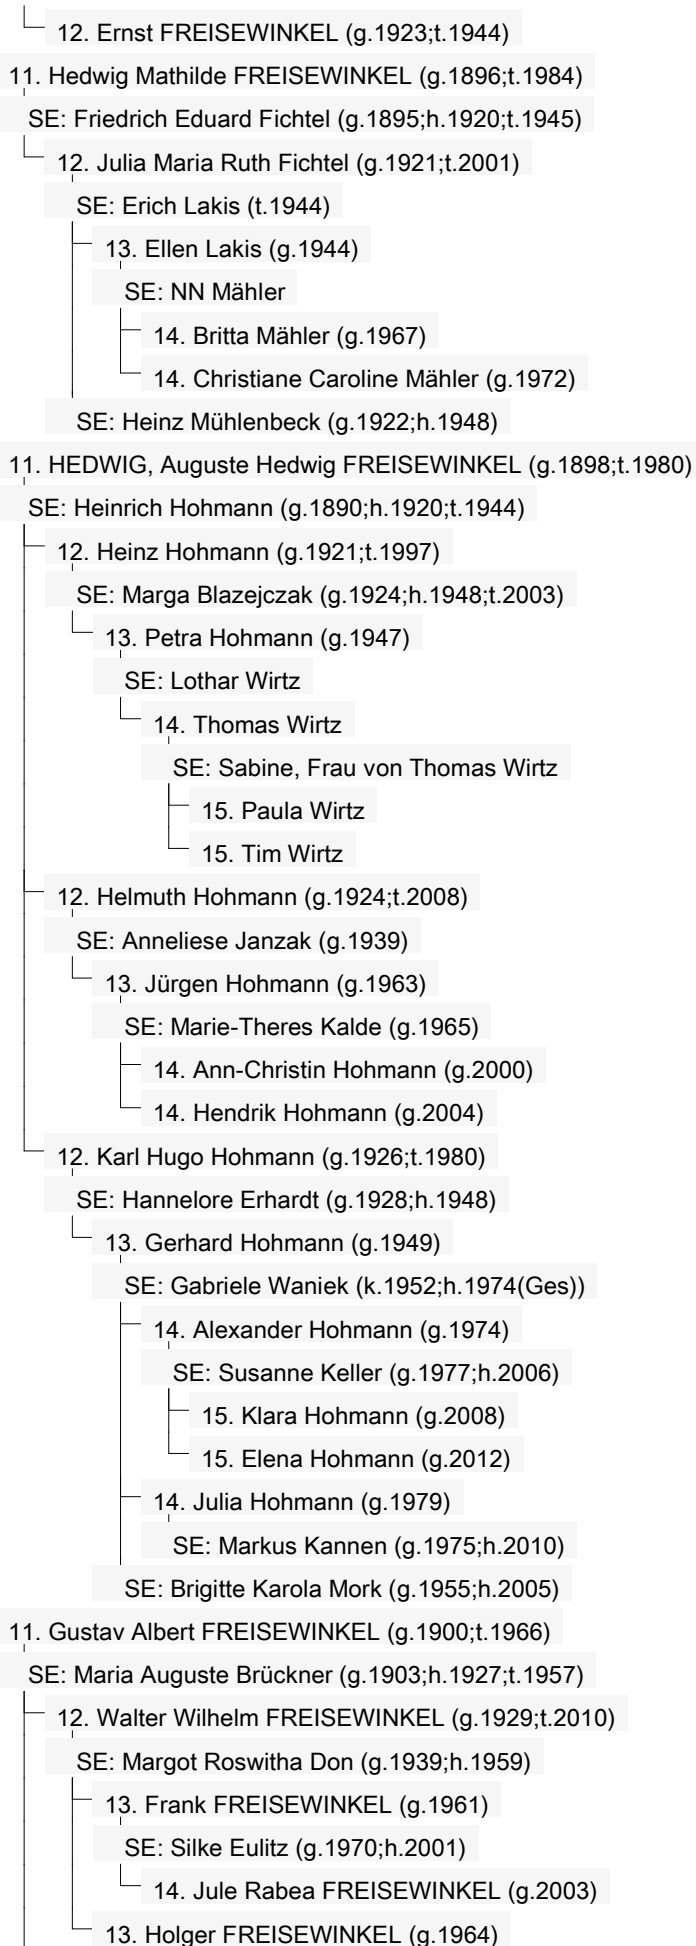 12. Ernst FREISEWINKEL (g.1923;t.1944)
11. Hedwig Mathilde FREISEWINKEL (g.1896;t.1984)
SE: Friedrich Eduard Fichtel (g.1895;h.1920;t.1945)
12. Julia Maria Ruth Fichtel (g.1921;t.2001)
SE: Erich Lakis (t.1944)
13. Ellen Lakis (g.1944)
SE: NN Mähler
14. Britta Mähler (g.1967)
14. Christiane Caroline Mähler (g.1972)
SE: Heinz Mühlenbeck (g.1922;h.1948)
11. HEDWIG, Auguste Hedwig FREISEWINKEL (g.1898;t.1980)
SE: Heinrich Hohmann (g.1890;h.1920;t.1944)
12. Heinz Hohmann (g.1921;t.1997)
SE: Marga Blazejczak (g.1924;h.1948;t.2003)
13. Petra Hohmann (g.1947)
SE: Lothar Wirtz
14. Thomas Wirtz
SE: Sabine, Frau von Thomas Wirtz
15. Paula Wirtz
15. Tim Wirtz
12. Helmuth Hohmann (g.1924;t.2008)
SE: Anneliese Janzak (g.1939)
13. Jürgen Hohmann (g.1963)
SE: Marie-Theres Kalde (g.1965)
14. Ann-Christin Hohmann (g.2000)
14. Hendrik Hohmann (g.2004)
12. Karl Hugo Hohmann (g.1926;t.1980)
SE: Hannelore Erhardt (g.1928;h.1948)
13. Gerhard Hohmann (g.1949)
SE: Gabriele Waniek (k.1952;h.1974(Ges))
14. Alexander Hohmann (g.1974)
SE: Susanne Keller (g.1977;h.2006)
15. Klara Hohmann (g.2008)
15. Elena Hohmann (g.2012)
14. Julia Hohmann (g.1979)
SE: Markus Kannen (g.1975;h.2010)
SE: Brigitte Karola Mork (g.1955;h.2005)
11. Gustav Albert FREISEWINKEL (g.1900;t.1966)
SE: Maria Auguste Brückner (g.1903;h.1927;t.1957)
12. Walter Wilhelm FREISEWINKEL (g.1929;t.2010)
SE: Margot Roswitha Don (g.1939;h.1959)
13. Frank FREISEWINKEL (g.1961)
SE: Silke Eulitz (g.1970;h.2001)
14. Jule Rabea FREISEWINKEL (g.2003)
13. Holger FREISEWINKEL (g.1964)